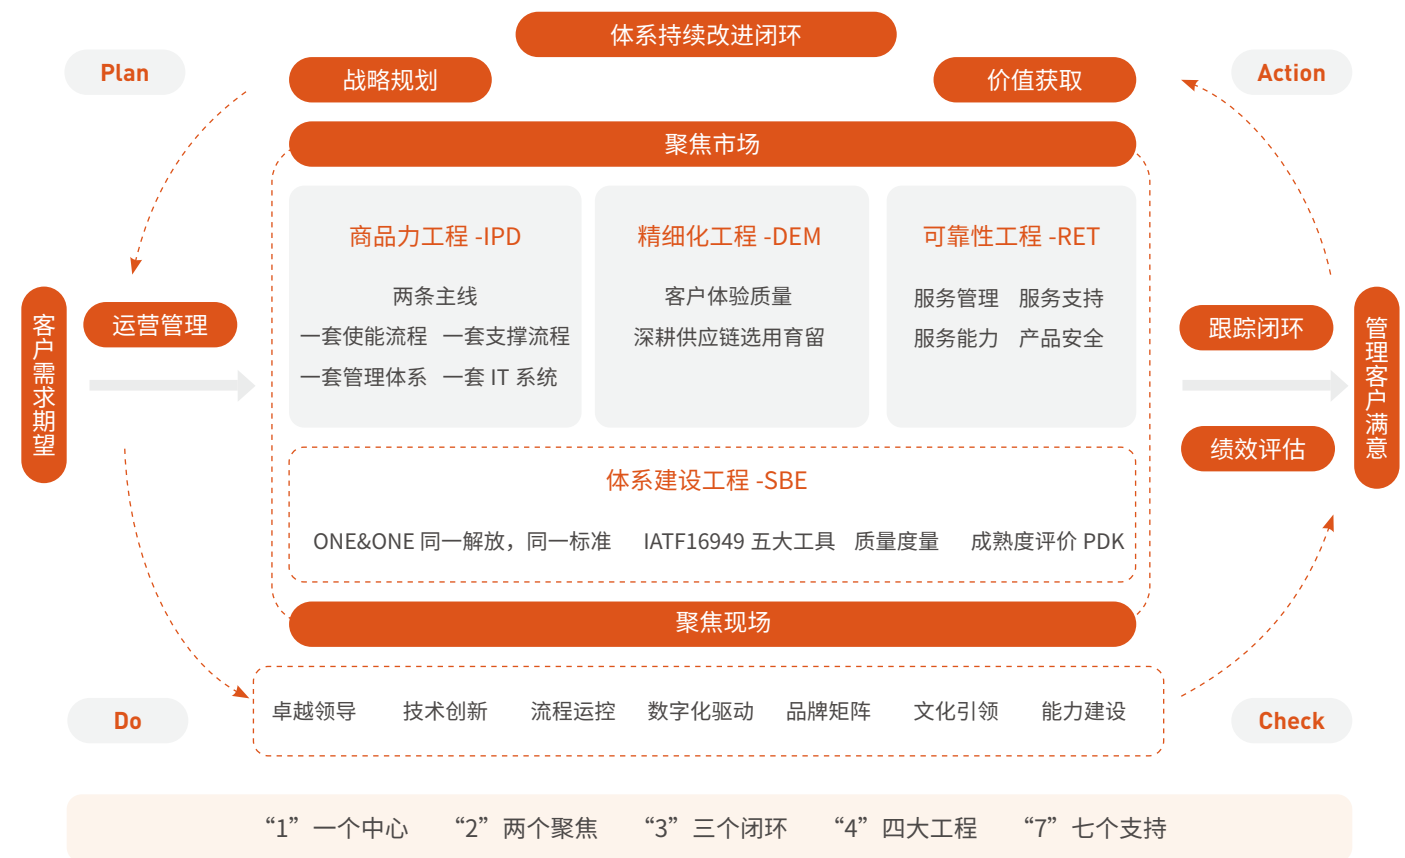 体系持续改进闭环
Plan
战略规划
价值获取
Action
聚焦市场
商品力工程 -IPD
两条主线
一套使能流程 一套支撑流程
一套管理体系 一套 IT 系统
精细化工程 -DEM
客户体验质量
深耕供应链选用育留
可靠性工程 -RET
服务管理 服务支持
服务能力 产品安全
客户需求期望
运营管理
跟踪闭环
绩效评估
管理客户满意
体系建设工程 -SBE
ONE&ONE 同一解放，同一标准 IATF16949 五大工具 质量度量 成熟度评价 PDK
聚焦现场
Do
卓越领导 技术创新 流程运控 数字化驱动 品牌矩阵 文化引领 能力建设
Check
“1”一个中心 “2”两个聚焦 “3”三个闭环 “4”四大工程 “7”七个支持